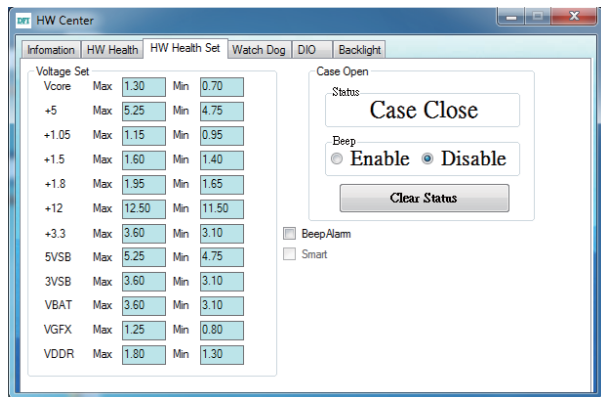 DFI HW Center
Infomation HW Health HW Health Set Watch Dog DIO Backlight
Voltage Set
Vcore Max 1.30 Min 0.70
+5 Max 5.25 Min 4.75
+1.05 Max 1.15 Min 0.95
+1.5 Max 1.60 Min 1.40
+1.8 Max 1.95 Min 1.65
+12 Max 12.50 Min 11.50
+3.3 Max 3.60 Min 3.10
5VSB Max 5.25 Min 4.75
3VSB Max 3.60 Min 3.10
VBAT Max 3.60 Min 3.10
VGFX Max 1.25 Min 0.80
VDDR Max 1.80 Min 1.30
Case Open
Status
Case Close
Beep
Enable Disable
Clear Status
BeepAlarm
Smart